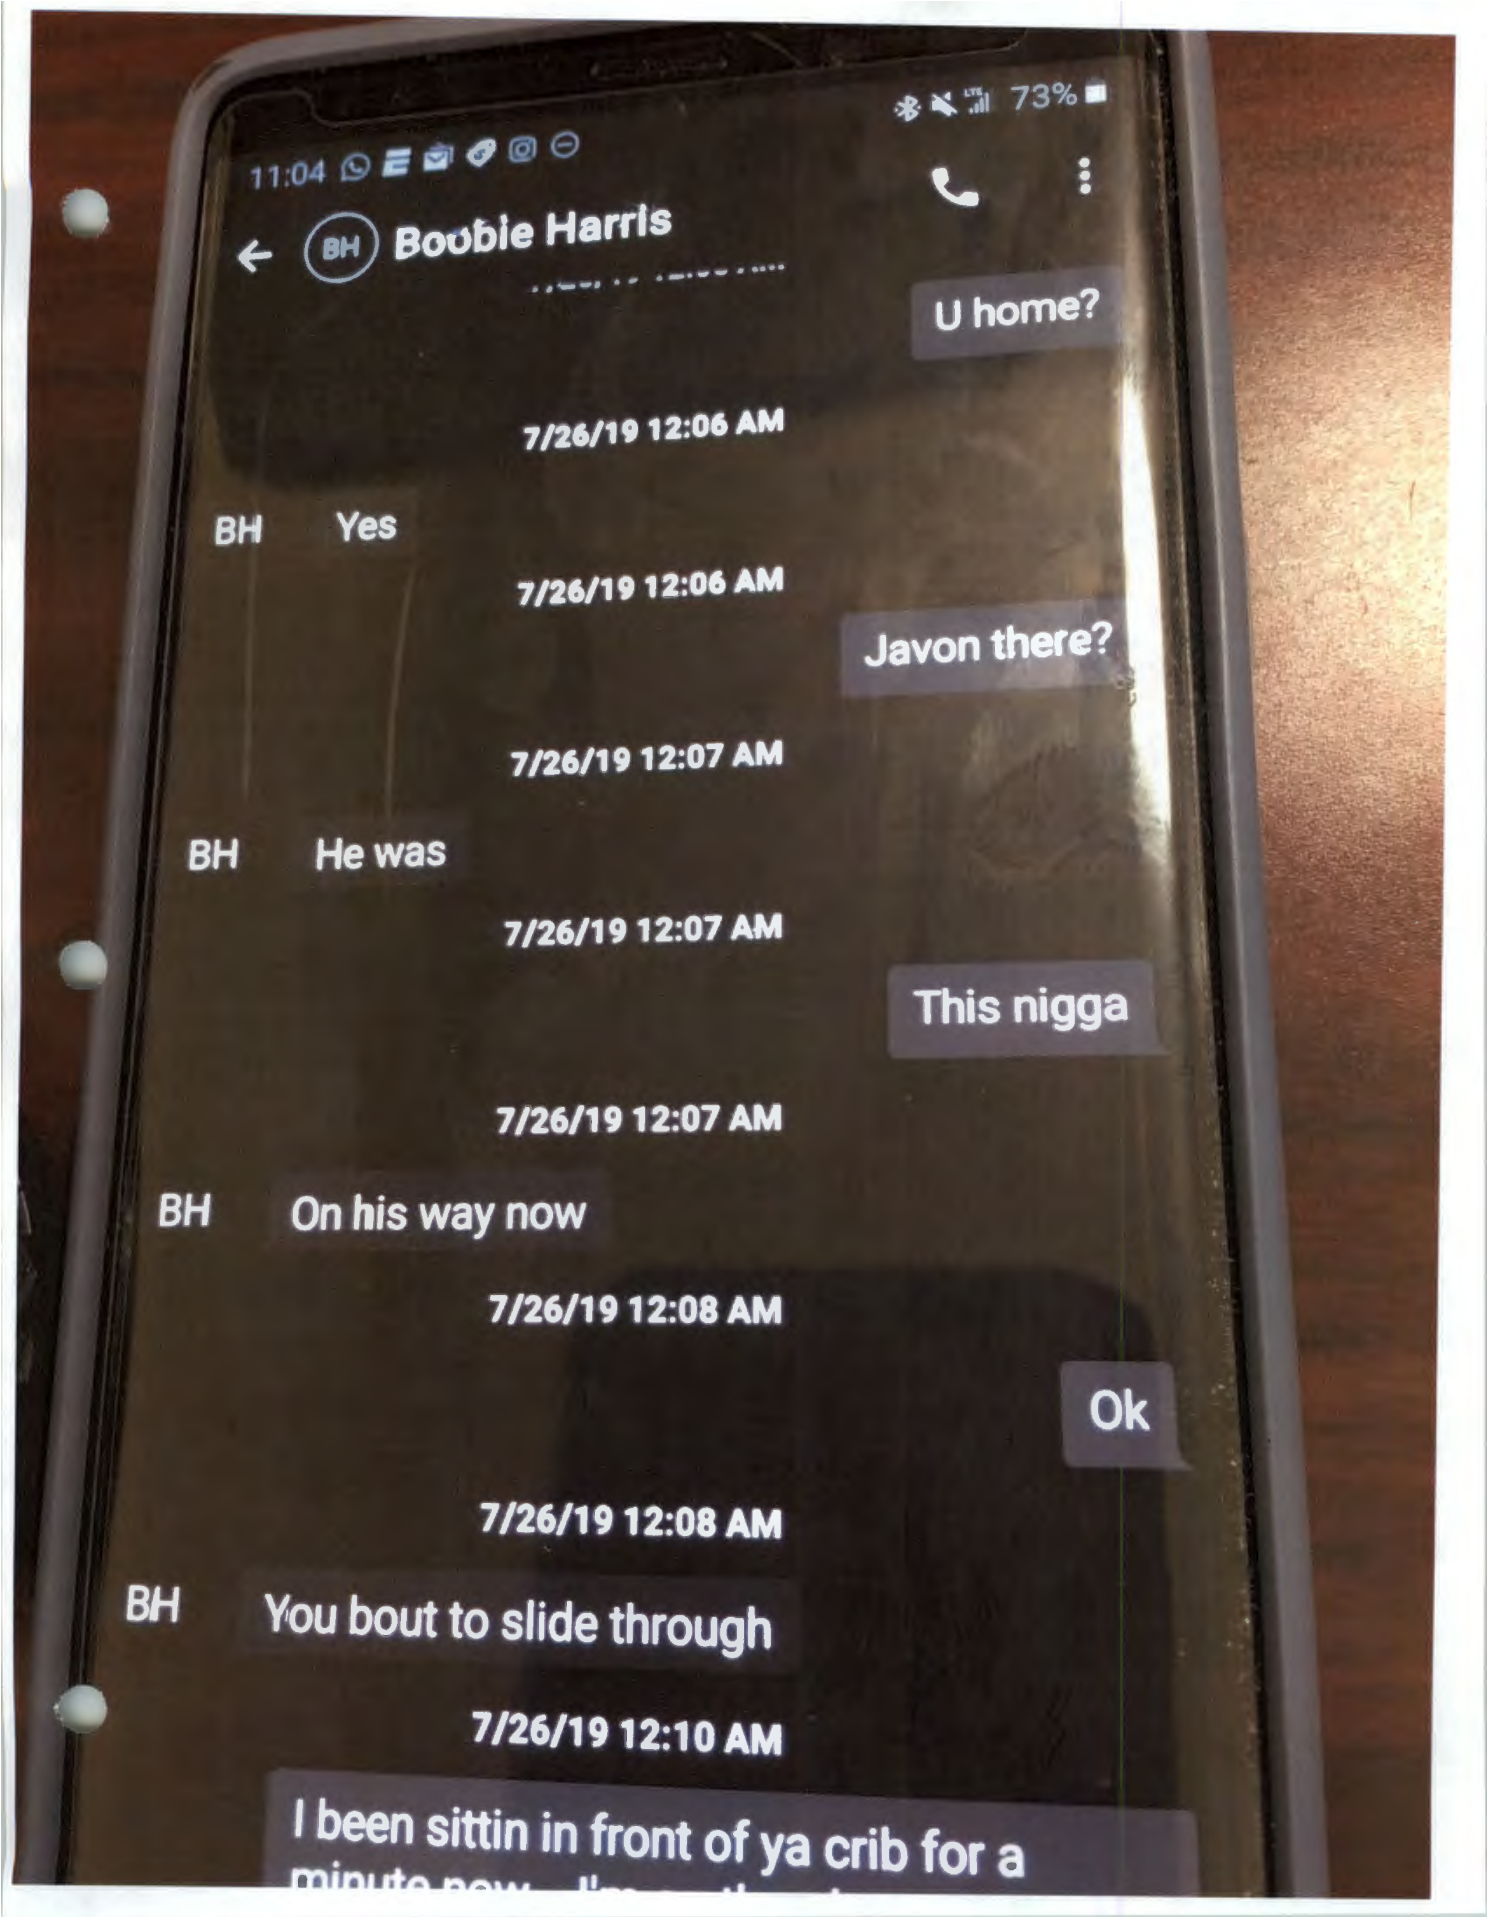 11:04 73%
BH Boobie Harris
U home?
7/26/19 12:06 AM
BH Yes
7/26/19 12:06 AM
Javon there?
7/26/19 12:07 AM
BH He was
7/26/19 12:07 AM
This nigga
7/26/19 12:07 AM
BH On his way now
7/26/19 12:08 AM
Ok
7/26/19 12:08 AM
BH You bout to slide through
7/26/19 12:10 AM
I been sittin in front of ya crib for a
minute now